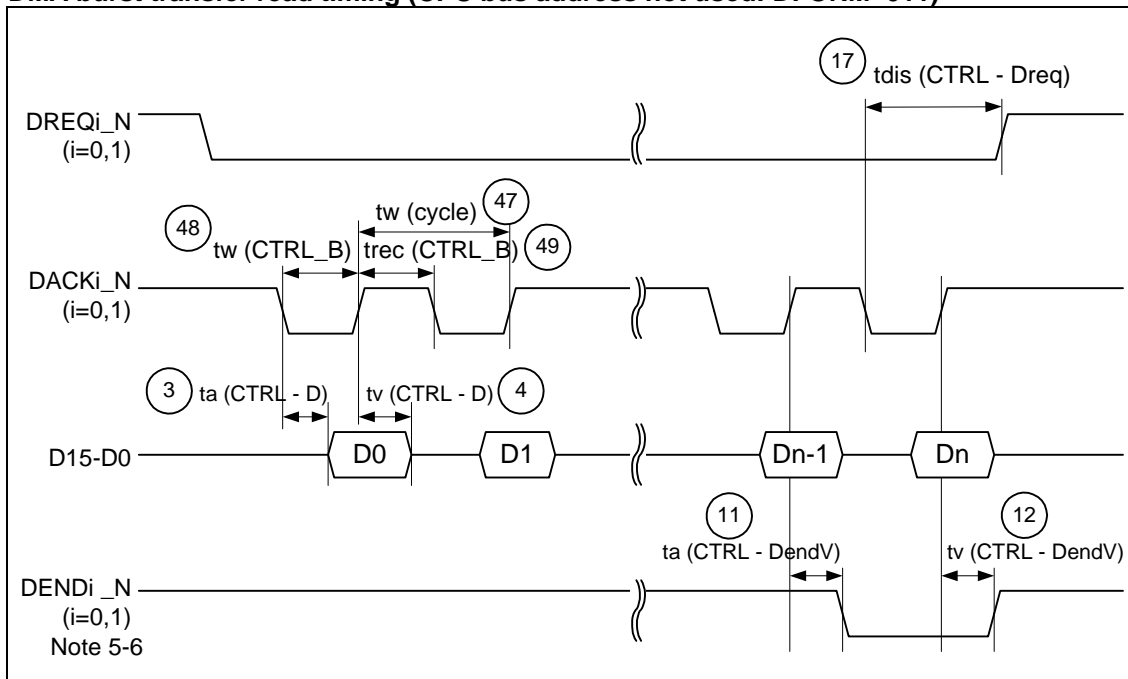 DMA burst transfer read timing (CPU bus address not used: DFORM=011)
17
tdis (CTRL - Dreq)
DREQi_N
(i=0,1)
47
tw (cycle)
48
tw (CTRL_B)
trec (CTRL_B)
49
DACKi_N
(i=0,1)
3
ta (CTRL - D)
tv (CTRL - D)
4
D15-D0
D0
D1
Dn-1
Dn
11
12
ta (CTRL - DendV)
tv (CTRL - DendV)
DENDi _N
(i=0,1)
Note 5-6